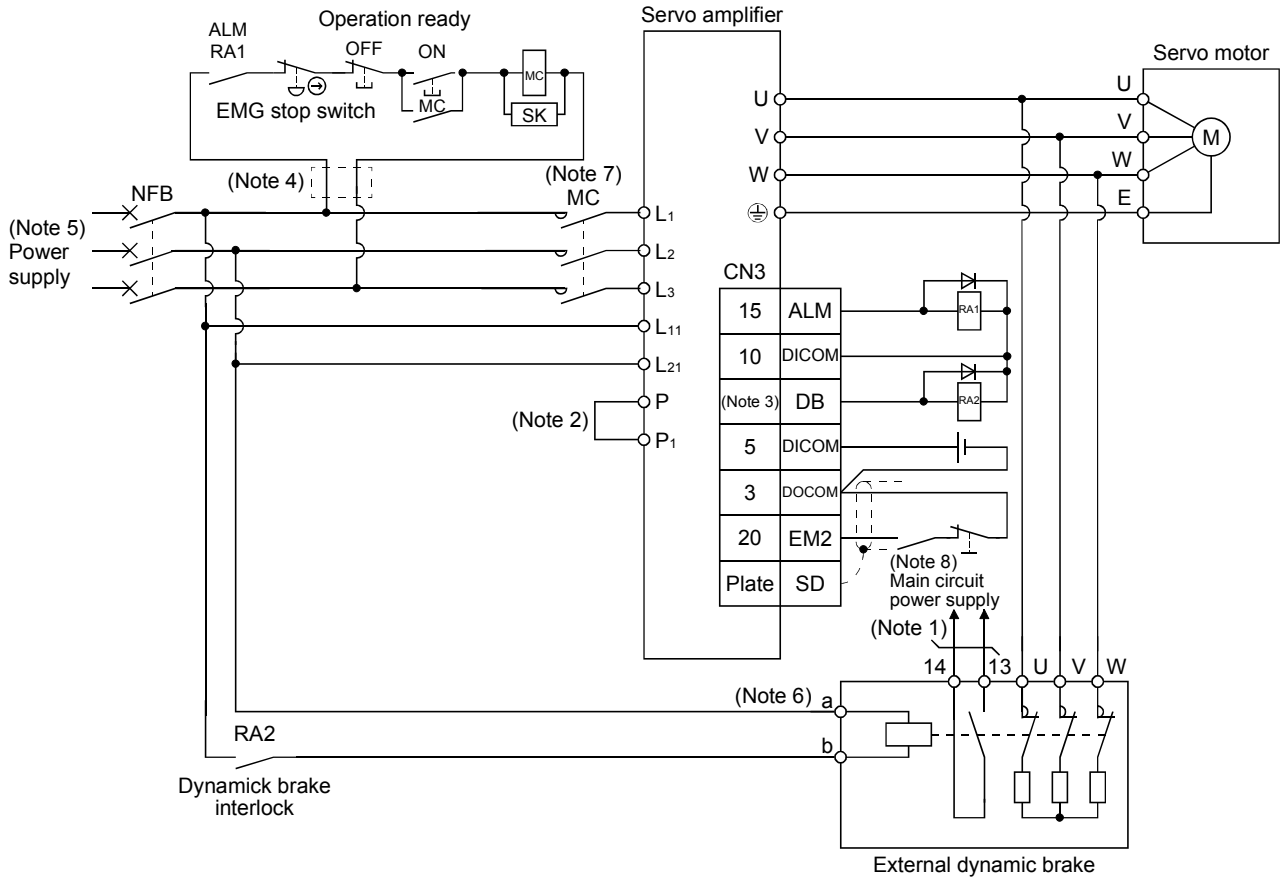 Operation ready
Servo amplifier
ALM
RA1
OFF
ON
MC
MC
SK
EMG stop switch
Servo motor
U
V
W
U
V
W
E
M
(Note 4)
(Note 7)
MC
NFB
(Note 5)
Power
supply
L1
L2
L3
L11
L21
P
P1
(Note 2)
CN3
15 ALM
10 DICOM
(Note 3) DB
5 DICOM
3 DOCOM
20 EM2
Plate SD
RA1
RA2
(Note 8)
Main circuit
power supply
(Note 1)
14 13 U V W
(Note 6) a
b
RA2
Dynamick brake
interlock
External dynamic brake